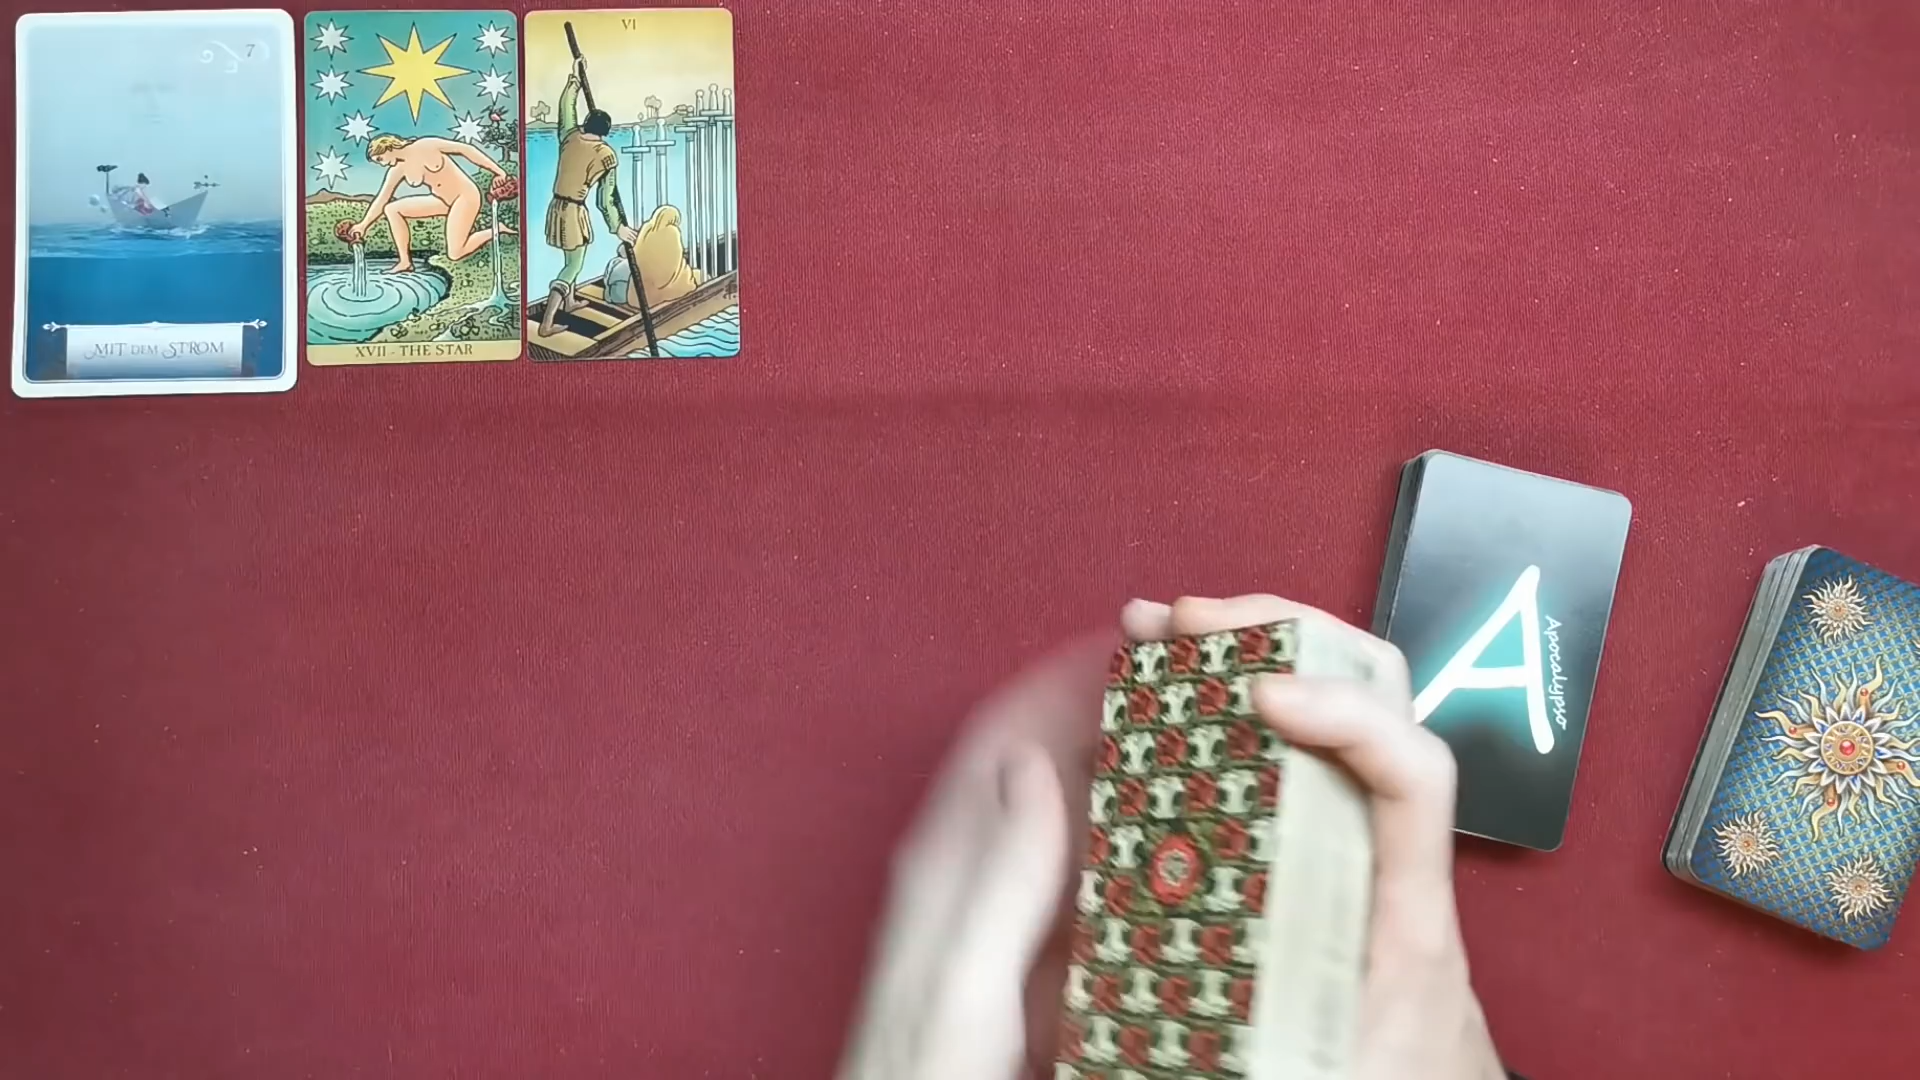 7
MIT DEM STROM
XVII - THE STAR
VI
A
Apocalypso